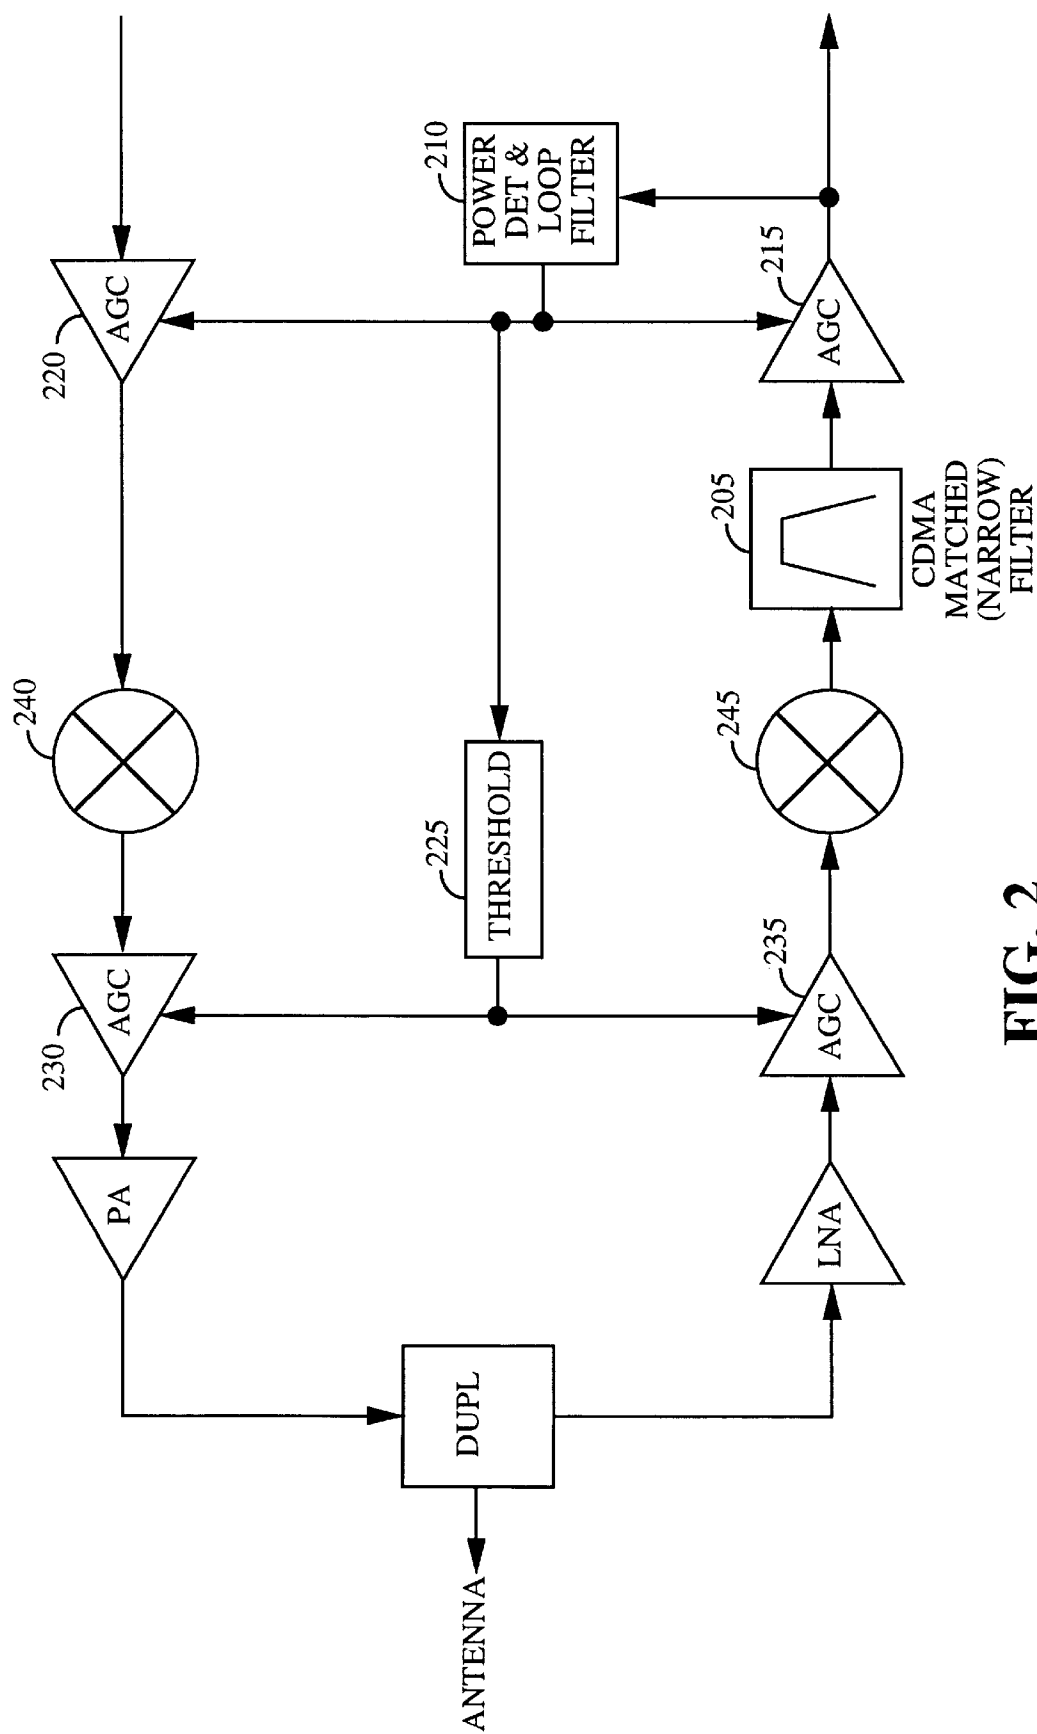 220
AGC
240
230
AGC
PA
210
POWER
DET &
LOOP
FILTER
225
THRESHOLD
DUPL
ANTENNA
215
AGC
205
CDMA
MATCHED
(NARROW)
FILTER
245
235
AGC
LNA
FIG. 2